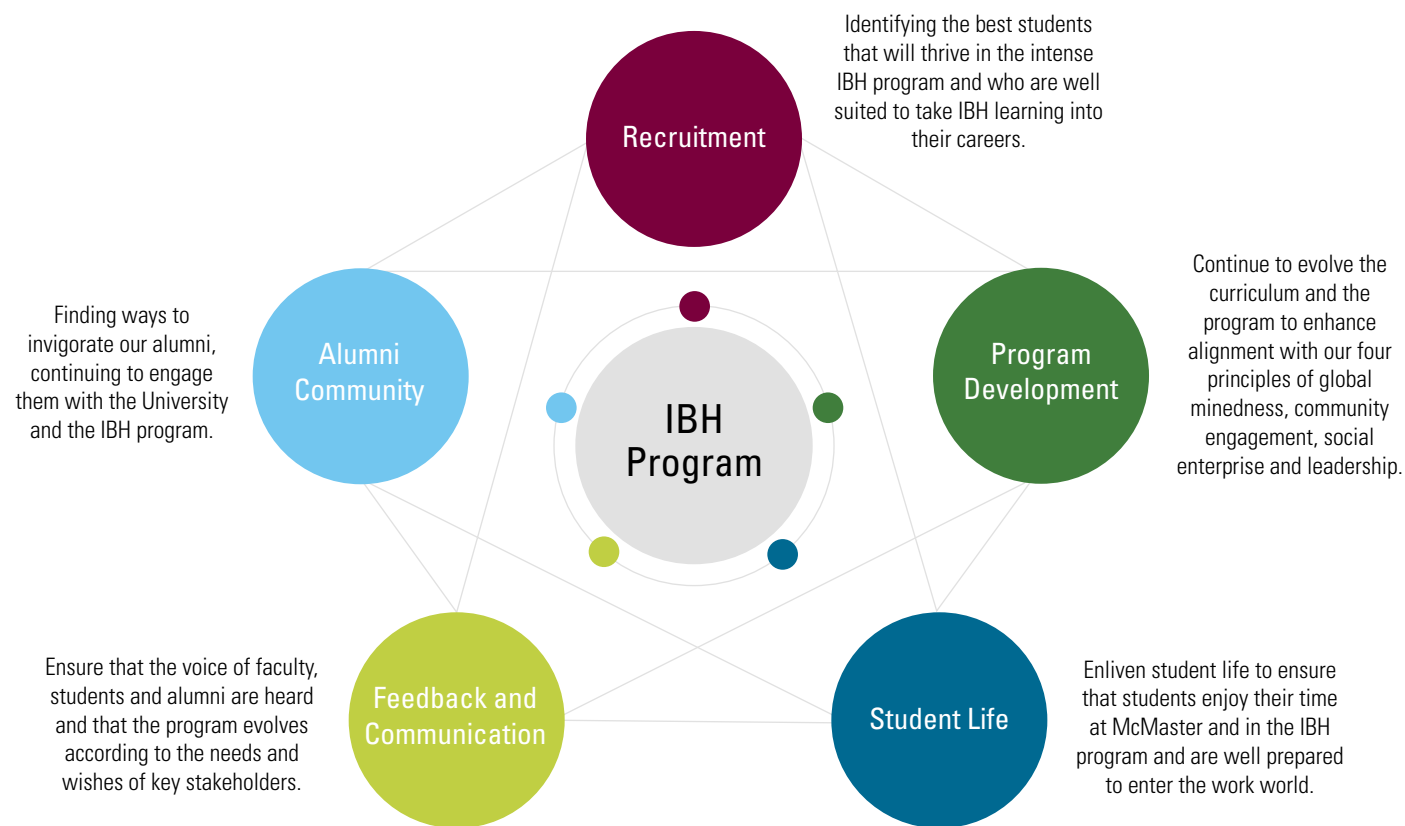 Identifying the best students
that will thrive in the intense
IBH program and who are well
suited to take IBH learning into
their careers.
Recruitment
Continue to evolve the
curriculum and the
program to enhance
alignment with our four
principles of global
minedness, community
engagement, social
enterprise and leadership.
Program
Development
Finding ways to
invigorate our alumni,
continuing to engage
them with the University
and the IBH program.
Alumni
Community
IBH
Program
Ensure that the voice of faculty,
students and alumni are heard
and that the program evolves
according to the needs and
wishes of key stakeholders.
Feedback and
Communication
Student Life
Enliven student life to ensure
that students enjoy their time
at McMaster and in the IBH
program and are well prepared
to enter the work world.